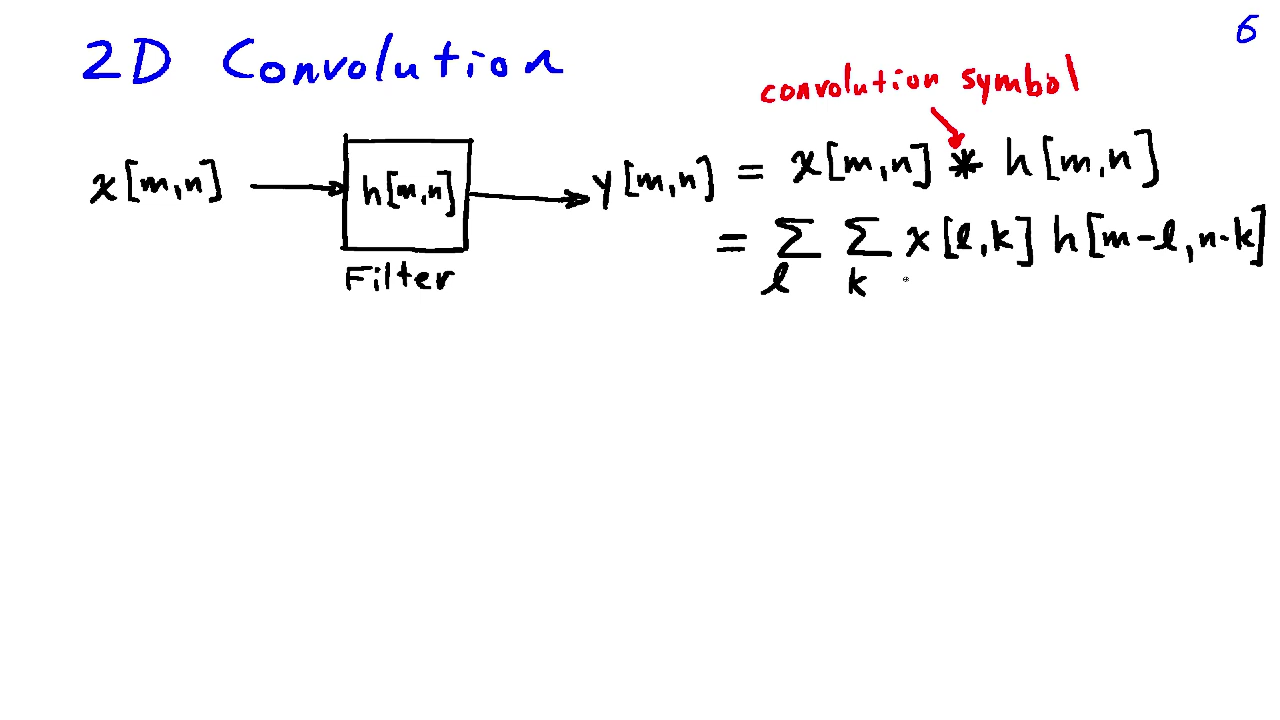 6
2D Convolution
convolution symbol
x[m,n] h[m,n] y[m,n] = x[m,n] * h[m,n]
= ∑ ∑ x[l,k] h[m-l,n-k]
l k
Filter